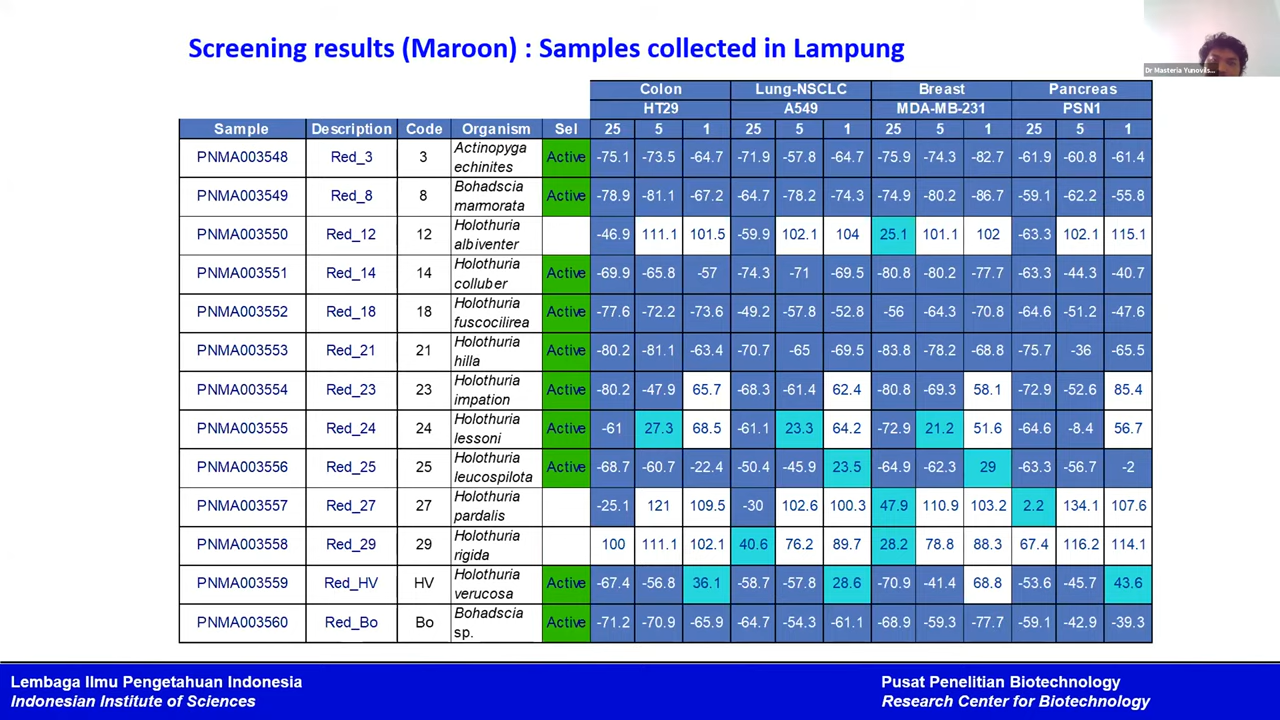 Screening results (Maroon) : Samples collected in Lampung
Dr Masteria Yunovils...
Colon Lung-NSCLC Breast Pancreas
HT29 A549 MDA-MB-231 PSN1
Sample Description Code Organism Sel 25 5 1 25 5 1 25 5 1 25 5 1
PNMA003548 Red_3 3 Actinopyga echinites Active -75.1 -73.5 -64.7 -71.9 -57.8 -64.7 -75.9 -74.3 -82.7 -61.9 -60.8 -61.4
PNMA003549 Red_8 8 Bohadscia marmorata Active -78.9 -81.1 -67.2 -64.7 -78.2 -74.3 -74.9 -80.2 -86.7 -59.1 -62.2 -55.8
PNMA003550 Red_12 12 Holothuria albiventer -46.9 111.1 101.5 -59.9 102.1 104 25.1 101.1 102 -63.3 102.1 115.1
PNMA003551 Red_14 14 Holothuria colluber Active -69.9 -65.8 -57 -74.3 -71 -69.5 -80.8 -80.2 -77.7 -63.3 -44.3 -40.7
PNMA003552 Red_18 18 Holothuria fuscocilirea Active -77.6 -72.2 -73.6 -49.2 -57.8 -52.8 -56 -64.3 -70.8 -64.6 -51.2 -47.6
PNMA003553 Red_21 21 Holothuria hilla Active -80.2 -81.1 -63.4 -70.7 -65 -69.5 -83.8 -78.2 -68.8 -75.7 -36 -65.5
PNMA003554 Red_23 23 Holothuria impation Active -80.2 -47.9 65.7 -68.3 -61.4 62.4 -80.8 -69.3 58.1 -72.9 -52.6 85.4
PNMA003555 Red_24 24 Holothuria lessoni Active -61 27.3 68.5 -61.1 23.3 64.2 -72.9 21.2 51.6 -64.6 -8.4 56.7
PNMA003556 Red_25 25 Holothuria leucospilota Active -68.7 -60.7 -22.4 -50.4 -45.9 23.5 -64.9 -62.3 29 -63.3 -56.7 -2
PNMA003557 Red_27 27 Holothuria pardalis -25.1 121 109.5 -30 102.6 100.3 47.9 110.9 103.2 2.2 134.1 107.6
PNMA003558 Red_29 29 Holothuria rigida 100 111.1 102.1 40.6 76.2 89.7 28.2 78.8 88.3 67.4 116.2 114.1
PNMA003559 Red_HV HV Holothuria verucosa Active -67.4 -56.8 36.1 -58.7 -57.8 28.6 -70.9 -41.4 68.8 -53.6 -45.7 43.6
PNMA003560 Red_Bo Bo Bohadscia sp. Active -71.2 -70.9 -65.9 -64.7 -54.3 -61.1 -68.9 -59.3 -77.7 -59.1 -42.9 -39.3
Lembaga Ilmu Pengetahuan Indonesia
Indonesian Institute of Sciences
Pusat Penelitian Biotechnology
Research Center for Biotechnology